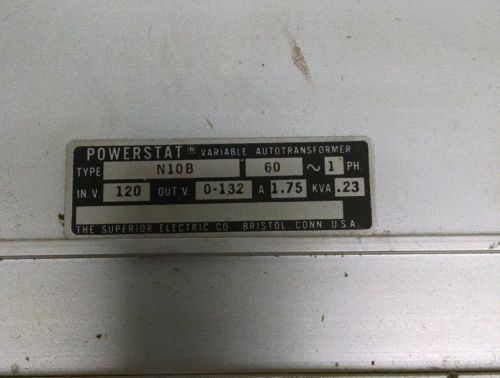 POWERSTAT ® VARIABLE AUTOTRANSFORMER
TYPE N10B 60 ~ 1 PH.
IN V. 120 OUT V. 0-132 A 1.75 KVA .23
THE SUPERIOR ELECTRIC CO. BRISTOL CONN. U.S.A.